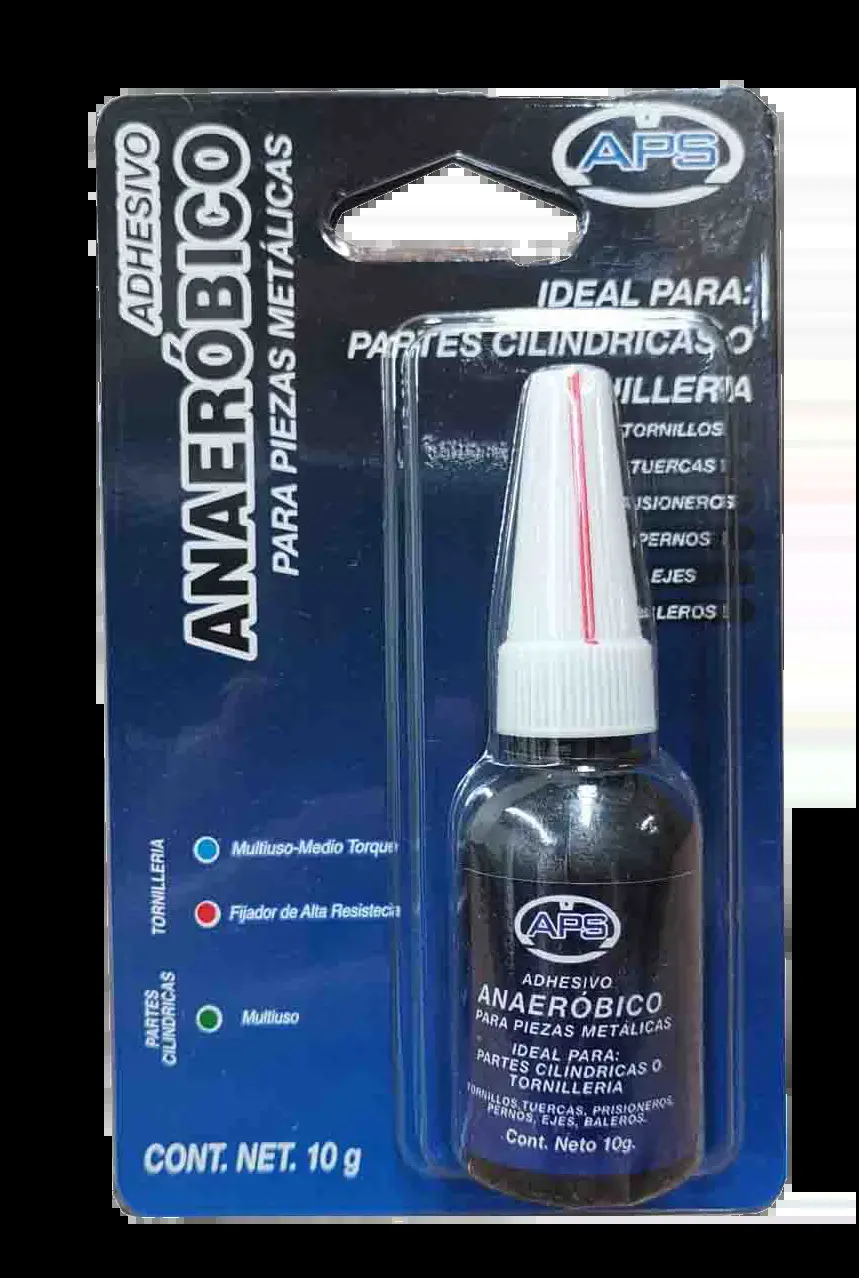 ADHESIVO
ANAERÓBICO
PARA PIEZAS METÁLICAS
APS
IDEAL PARA:
PARTES CILINDRICAS O
TORNILLOS
TUERCAS
PERNOS
EJES
TORNILLERIA
Multiuso-Medio Torque
Fijador de Alta Resistecia
PARTES
CILINDRICAS
Multiuso
CONT. NET. 10 g
APS
ADHESIVO
ANAERÓBICO
PARA PIEZAS METÁLICAS
IDEAL PARA:
PARTES CILÍNDRICAS O
TORNILLERIA
TORNILLOS, TUERCAS, PRISIONEROS,
PERNOS, EJES, BALEROS.
Cont. Neto 10g.